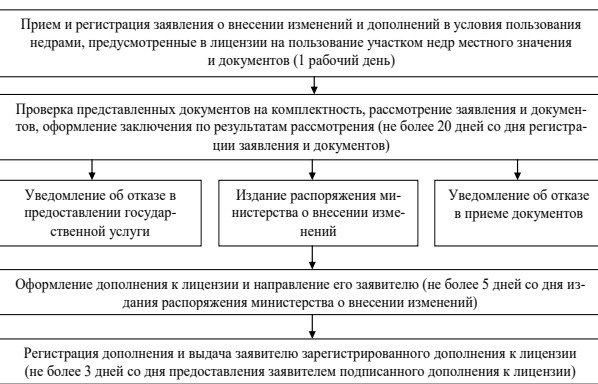 Прием и регистрация заявления о внесении изменений и дополнений в условия пользования
недрами, предусмотренные в лицензии на пользование участком недр местного значения
и документов (1 рабочий день)
Проверка представленных документов на комплектность, рассмотрение заявления и докумен-
тов, оформление заключения по результатам рассмотрения (не более 20 дней со дня регистра-
ции заявления и документов)
Уведомление об отказе в
предоставлении государ-
ственной услуги
Издание распоряжения ми-
нистерства о внесении изме-
нений
Уведомление об отказе
в приеме документов
Оформление дополнения к лицензии и направление его заявителю (не более 5 дней со дня из-
дания распоряжения министерства о внесении изменений)
Регистрация дополнения и выдача заявителю зарегистрированного дополнения к лицензии
(не более 3 дней со дня предоставления заявителем подписанного дополнения к лицензии)